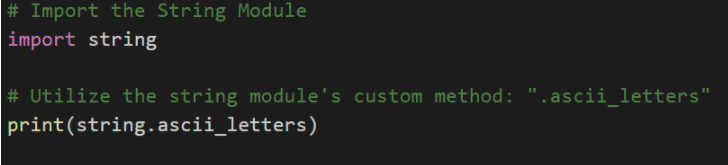 # Import the String Module
import string
# Utilize the string module's custom method: ".ascii_letters"
print(string.ascii_letters)